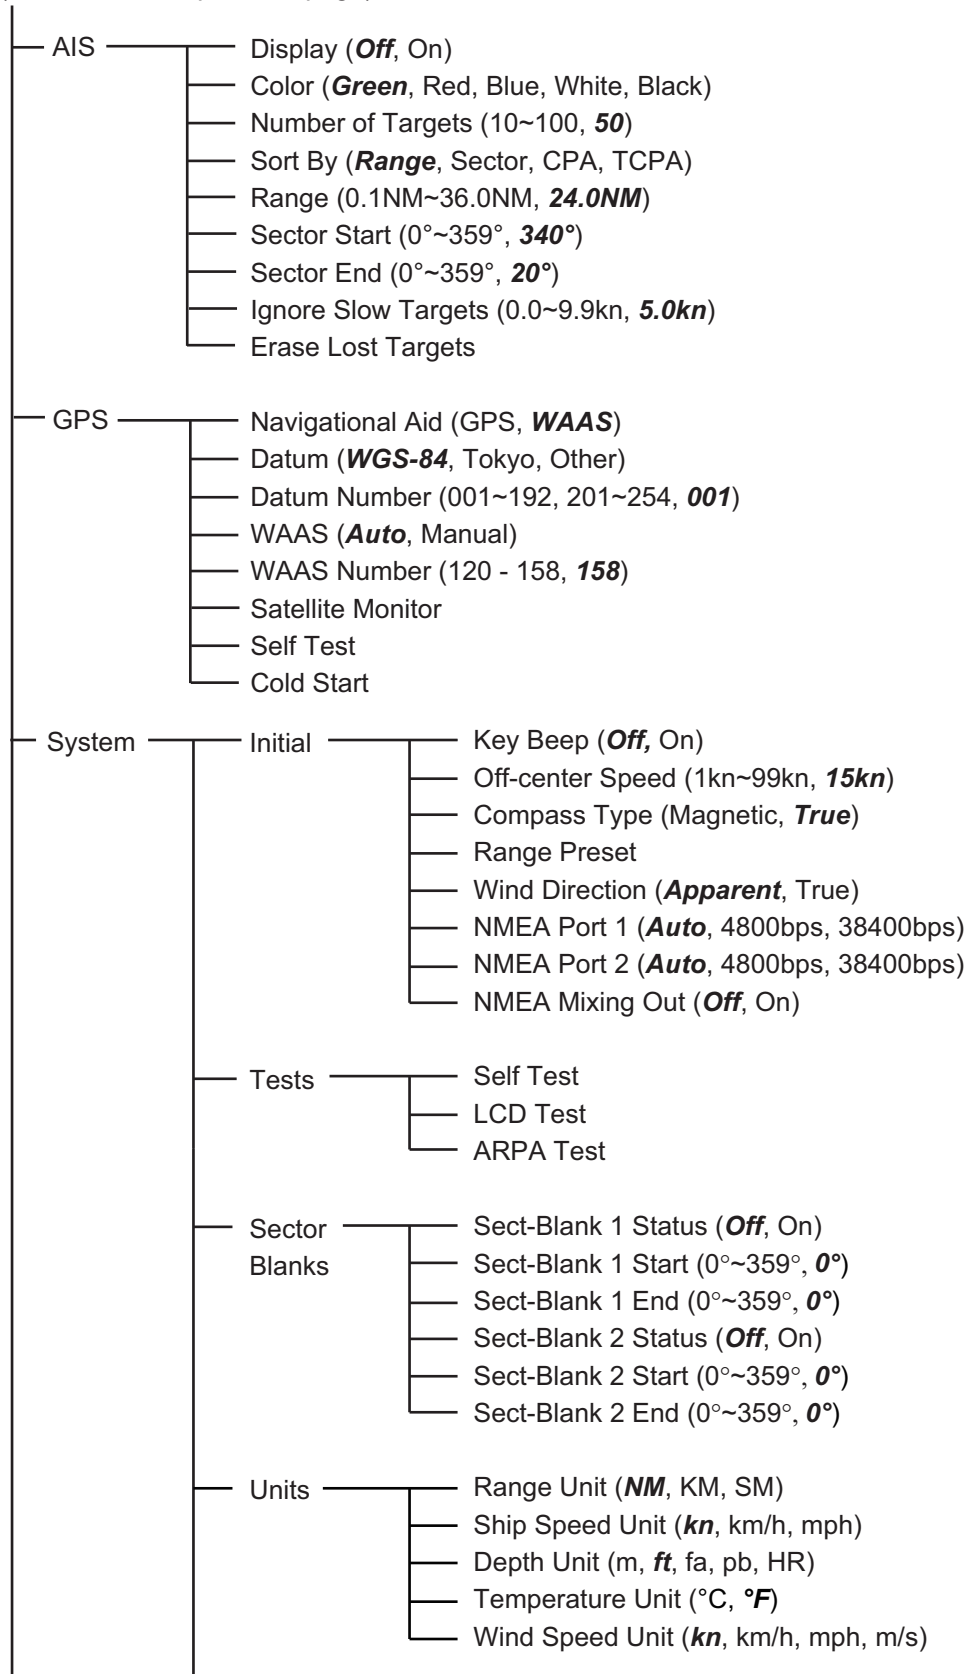 AIS
Display (Off, On)
Color (Green, Red, Blue, White, Black)
Number of Targets (10~100, 50)
Sort By (Range, Sector, CPA, TCPA)
Range (0.1NM~36.0NM, 24.0NM)
Sector Start (0°~359°, 340°)
Sector End (0°~359°, 20°)
Ignore Slow Targets (0.0~9.9kn, 5.0kn)
Erase Lost Targets
GPS
Navigational Aid (GPS, WAAS)
Datum (WGS-84, Tokyo, Other)
Datum Number (001~192, 201~254, 001)
WAAS (Auto, Manual)
WAAS Number (120 - 158, 158)
Satellite Monitor
Self Test
Cold Start
System
Initial
Key Beep (Off, On)
Off-center Speed (1kn~99kn, 15kn)
Compass Type (Magnetic, True)
Range Preset
Wind Direction (Apparent, True)
NMEA Port 1 (Auto, 4800bps, 38400bps)
NMEA Port 2 (Auto, 4800bps, 38400bps)
NMEA Mixing Out (Off, On)
Tests
Self Test
LCD Test
ARPA Test
Sector
Blanks
Sect-Blank 1 Status (Off, On)
Sect-Blank 1 Start (0°~359°, 0°)
Sect-Blank 1 End (0°~359°, 0°)
Sect-Blank 2 Status (Off, On)
Sect-Blank 2 Start (0°~359°, 0°)
Sect-Blank 2 End (0°~359°, 0°)
Units
Range Unit (NM, KM, SM)
Ship Speed Unit (kn, km/h, mph)
Depth Unit (m, ft, fa, pb, HR)
Temperature Unit (°C, °F)
Wind Speed Unit (kn, km/h, mph, m/s)